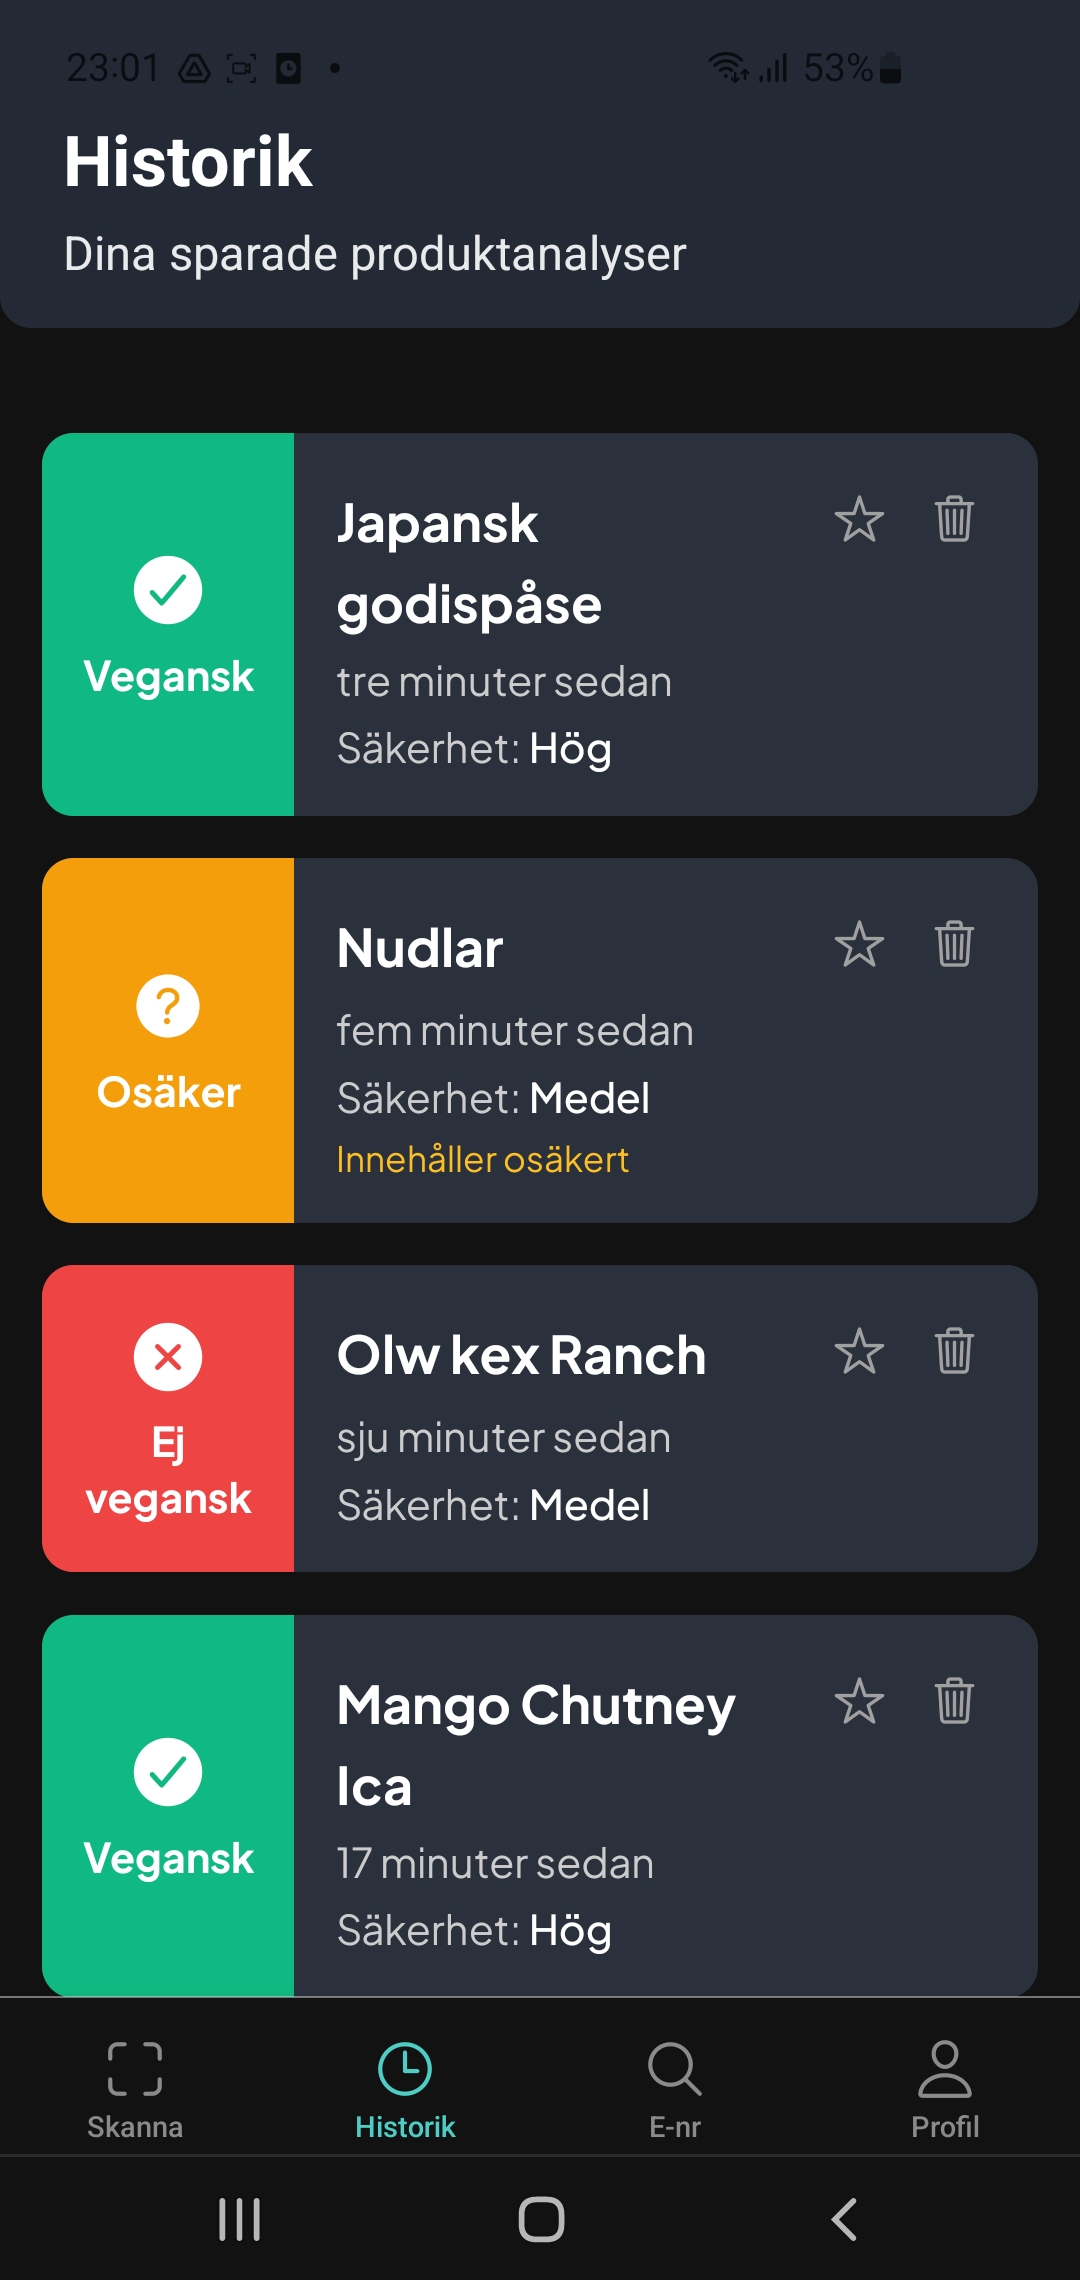 23:01
53%
Historik
Dina sparade produktanalyser
Japansk
godispåse
tre minuter sedan
Säkerhet: Hög
Vegansk
Nudlar
fem minuter sedan
Säkerhet: Medel
Innehåller osäkert
Osäker
Olw kex Ranch
sju minuter sedan
Säkerhet: Medel
Ej
vegansk
Mango Chutney
Ica
17 minuter sedan
Säkerhet: Hög
Vegansk
Skanna
Historik
E-nr
Profil